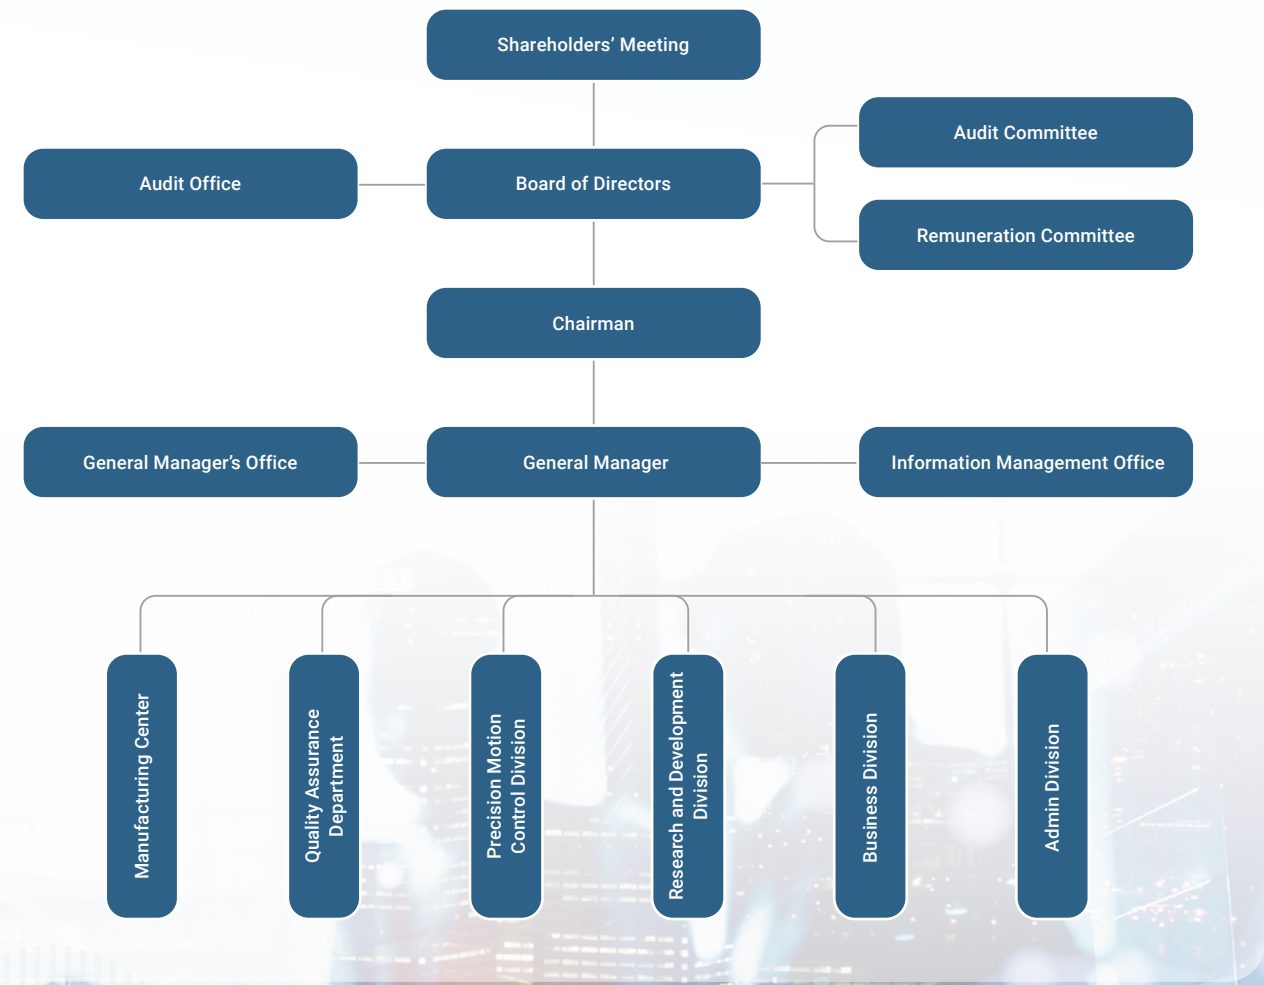 Shareholders’ Meeting
Audit Committee
Audit Office
Board of Directors
Remuneration Committee
Chairman
General Manager’s Office
General Manager
Information Management Office
Manufacturing Center
Quality Assurance
Department
Precision Motion
Control Division
Research and Development
Division
Business Division
Admin Division